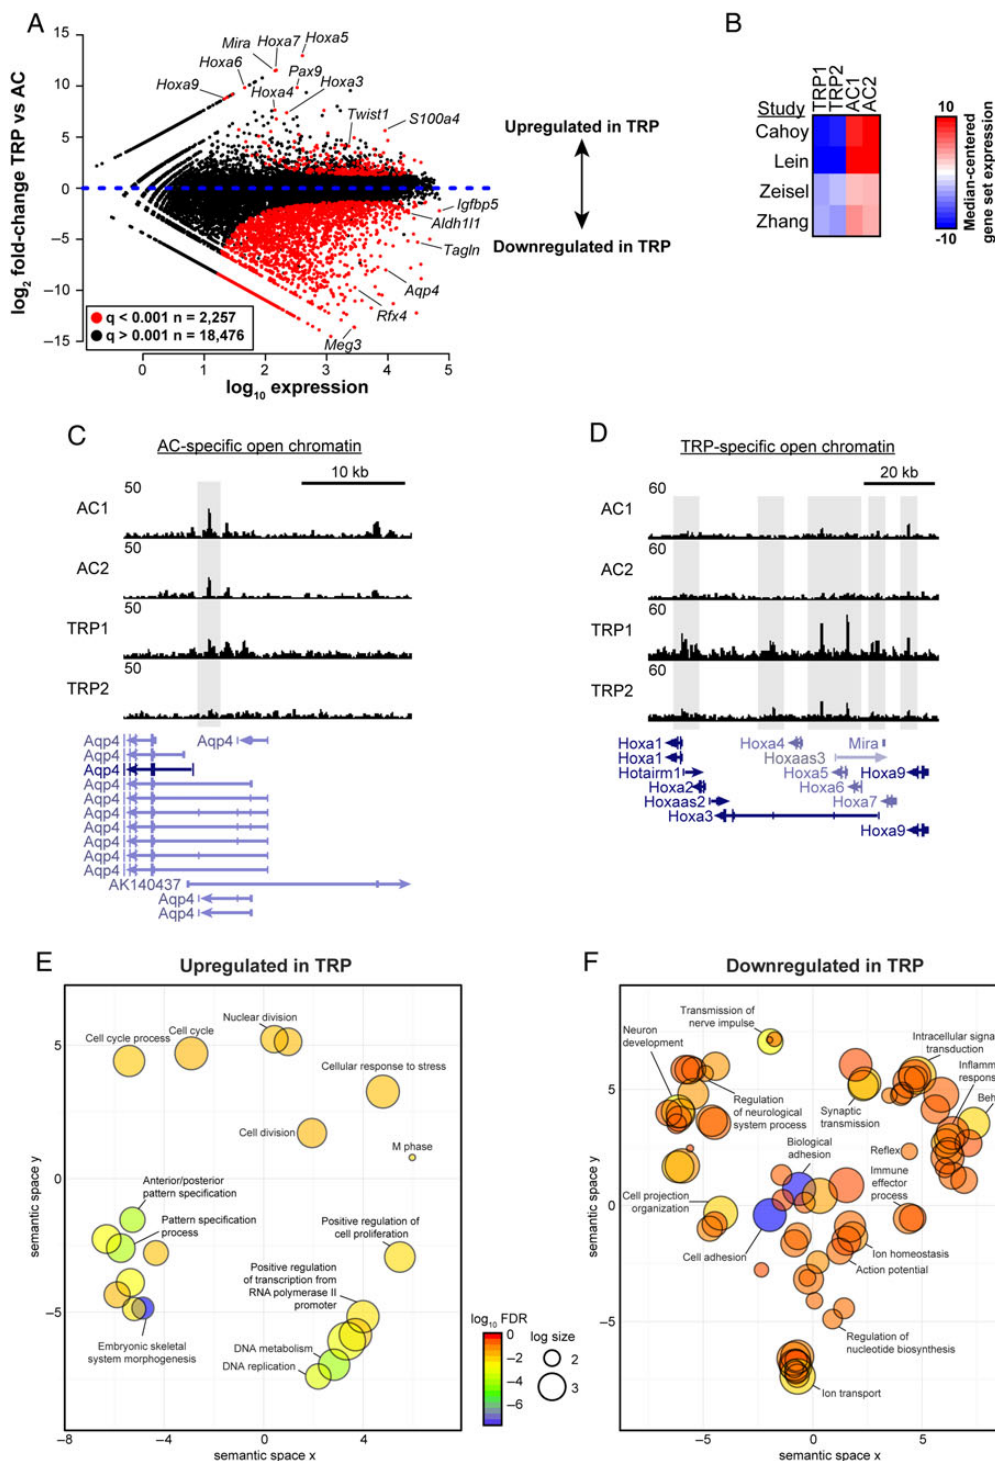 A
log2 fold-change TRP vs AC
15
10
5
0
−5
−10
−15
0
1
2
3
4
5
log10 expression
Mira
Hoxa7
Hoxa5
Hoxa6
Pax9
Hoxa3
Hoxa9
Hoxa4
Twist1
S100a4
Igfbp5
Aldh1l1
Tagln
Aqp4
Rfx4
Meg3
q < 0.001 n = 2,257
q > 0.001 n = 18,476
Upregulated in TRP
Downregulated in TRP
B
TRP1
TRP2
AC1
AC2
Study
Cahoy
Lein
Zeisel
Zhang
10
-10
Median-centered
gene set expression
C
AC-specific open chromatin
10 kb
50
AC1
50
AC2
50
TRP1
50
TRP2
Aqp4
Aqp4
Aqp4
Aqp4
Aqp4
Aqp4
Aqp4
Aqp4
Aqp4
Aqp4
Aqp4
AK140437
Aqp4
Aqp4
D
TRP-specific open chromatin
20 kb
60
AC1
60
AC2
60
TRP1
60
TRP2
Hoxa1
Hoxa4
Mira
Hoxa1
Hoxaas3
Hotairm1
Hoxa5
Hoxa9
Hoxa2
Hoxa6
Hoxaas2
Hoxa7
Hoxa3
Hoxa9
E
Upregulated in TRP
semantic space y
5
0
−5
−8
−4
0
4
semantic space x
Nuclear division
Cell cycle process
Cell cycle
Cellular response to stress
Cell division
M phase
Anterior/posterior
pattern specification
Pattern specification
process
Positive regulation of
cell proliferation
Positive regulation
of transcription from
RNA polymerase II
promoter
Embryonic skeletal
system morphogenesis
DNA metabolism
DNA replication
log10 FDR
0
−2
−4
−6
log size
2
3
F
Downregulated in TRP
semantic space y
5
0
−5
−5
0
5
semantic space x
Transmission of
nerve impulse
Neuron
development
Intracellular signa
transduction
Inflamm
respons
Beh
Regulation
of neurological
system process
Synaptic
transmission
Biological
adhesion
Reflex
Immune
effector
process
Cell projection
organization
Cell adhesion
Ion homeostasis
Action potential
Regulation of
nucleotide biosynthesis
Ion transport